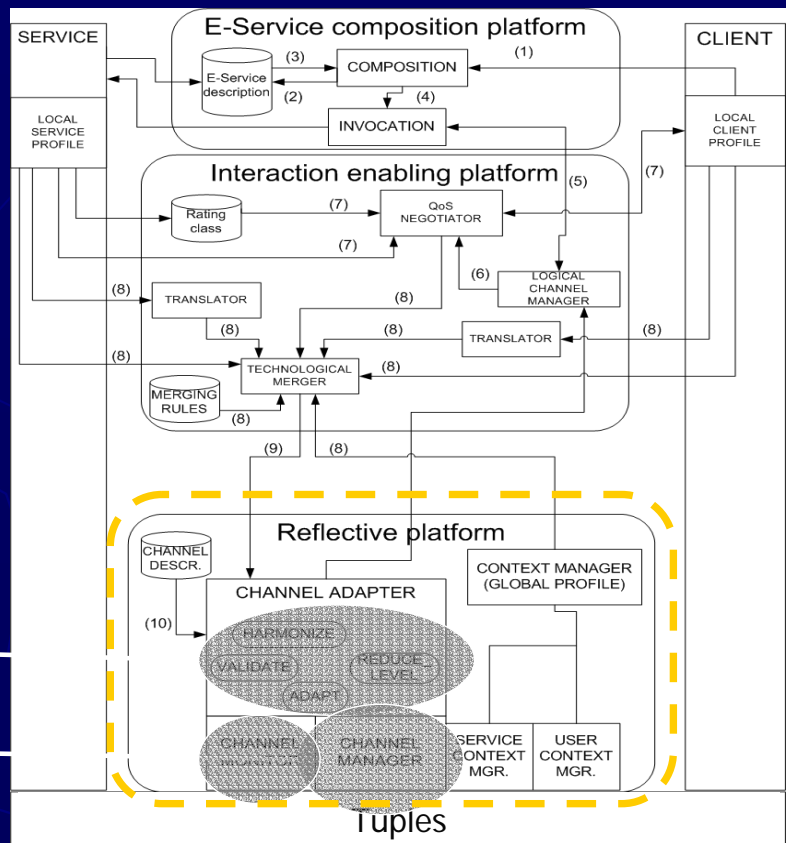 E-Service composition platform
SERVICE
CLIENT
(1)
(3)
E-Service
description
COMPOSITION
(2)
(4)
INVOCATION
LOCAL
SERVICE
PROFILE
LOCAL
CLIENT
PROFILE
Interaction enabling platform
(5)
(7)
Rating
class
(7)
QoS
NEGOTIATOR
(7)
(6)
LOGICAL
CHANNEL
MANAGER
(8)
TRANSLATOR
(8)
(8)
(8)
TRANSLATOR
(8)
(8)
TECHNOLOGICAL
MERGER
(8)
MERGING
RULES
(8)
(9)
(8)
Reflective platform
CHANNEL
DESCR.
CONTEXT MANAGER
(GLOBAL PROFILE)
CHANNEL ADAPTER
(10)
HARMONIZE
VALIDATE
REDUCE_
LEVEL
ADAPT
CHANNEL
MONITOR
CHANNEL
MANAGER
SERVICE
CONTEXT
MGR.
USER
CONTEXT
MGR.
Tuples